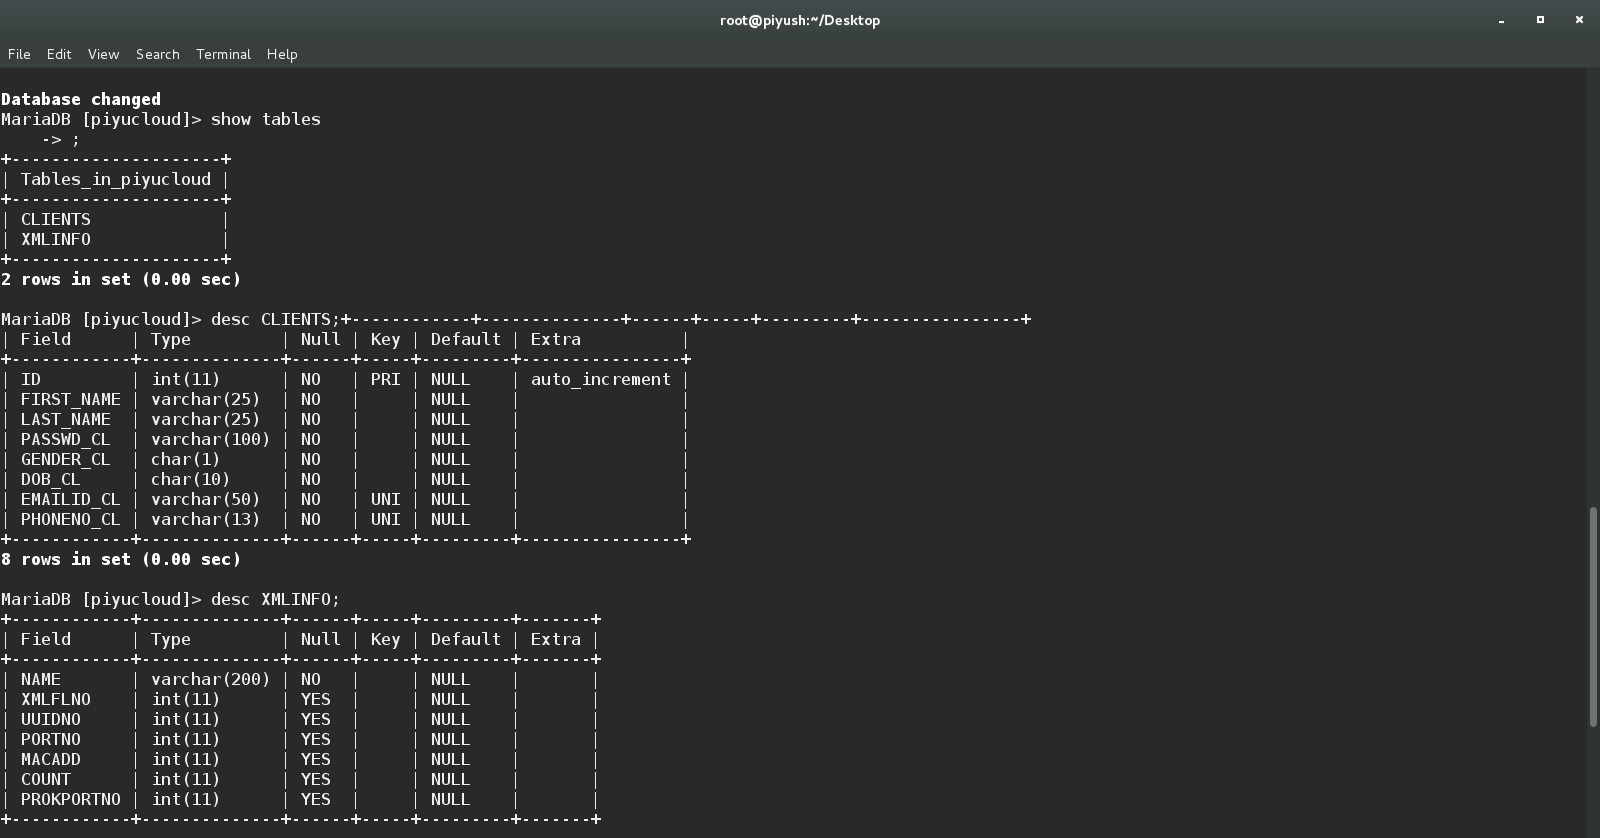 root@piyush:~/Desktop
File Edit View Search Terminal Help
Database changed
MariaDB [piyucloud]> show tables
    -> ;
+---------------------+
| Tables_in_piyucloud |
+---------------------+
| CLIENTS             |
| XMLINFO             |
+---------------------+
2 rows in set (0.00 sec)
MariaDB [piyucloud]> desc CLIENTS;+------------+--------------+------+-----+---------+----------------+
| Field      | Type         | Null | Key | Default | Extra          |
+------------+--------------+------+-----+---------+----------------+
| ID         | int(11)      | NO   | PRI | NULL    | auto_increment |
| FIRST_NAME | varchar(25)  | NO   |     | NULL    |                |
| LAST_NAME  | varchar(25)  | NO   |     | NULL    |                |
| PASSWD_CL  | varchar(100) | NO   |     | NULL    |                |
| GENDER_CL  | char(1)      | NO   |     | NULL    |                |
| DOB_CL     | char(10)     | NO   |     | NULL    |                |
| EMAILID_CL | varchar(50)  | NO   | UNI | NULL    |                |
| PHONENO_CL | varchar(13)  | NO   | UNI | NULL    |                |
+------------+--------------+------+-----+---------+----------------+
8 rows in set (0.00 sec)
MariaDB [piyucloud]> desc XMLINFO;
+------------+--------------+------+-----+---------+-------+
| Field      | Type         | Null | Key | Default | Extra |
+------------+--------------+------+-----+---------+-------+
| NAME       | varchar(200) | NO   |     | NULL    |       |
| XMLFLNO    | int(11)      | YES  |     | NULL    |       |
| UUIDNO     | int(11)      | YES  |     | NULL    |       |
| PORTNO     | int(11)      | YES  |     | NULL    |       |
| MACADD     | int(11)      | YES  |     | NULL    |       |
| COUNT      | int(11)      | YES  |     | NULL    |       |
| PROKPORTNO | int(11)      | YES  |     | NULL    |       |
+------------+--------------+------+-----+---------+-------+